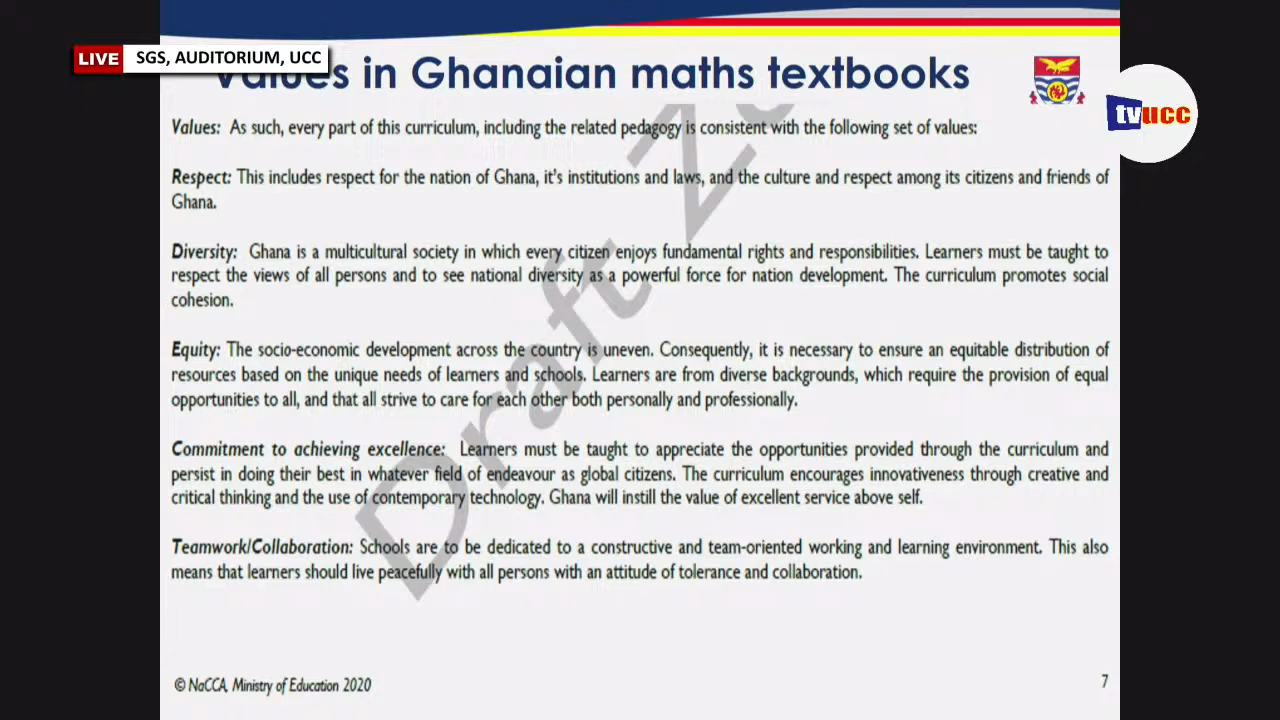 LIVE SGS, AUDITORIUM, UCC
Values in Ghanaian maths textbooks
tvucc
Values: As such, every part of this curriculum, including the related pedagogy is consistent with the following set of values:
Respect: This includes respect for the nation of Ghana, it's institutions and laws, and the culture and respect among its citizens and friends of
Ghana.
Diversity: Ghana is a multicultural society in which every citizen enjoys fundamental rights and responsibilities. Learners must be taught to
respect the views of all persons and to see national diversity as a powerful force for nation development. The curriculum promotes social
cohesion.
Equity: The socio-economic development across the country is uneven. Consequently, it is necessary to ensure an equitable distribution of
resources based on the unique needs of learners and schools. Learners are from diverse backgrounds, which require the provision of equal
opportunities to all, and that all strive to care for each other both personally and professionally.
Commitment to achieving excellence: Learners must be taught to appreciate the opportunities provided through the curriculum and
persist in doing their best in whatever field of endeavour as global citizens. The curriculum encourages innovativeness through creative and
critical thinking and the use of contemporary technology. Ghana will instill the value of excellent service above self.
Teamwork/Collaboration: Schools are to be dedicated to a constructive and team-oriented working and learning environment. This also
means that learners should live peacefully with all persons with an attitude of tolerance and collaboration.
Draft
© NaCCA, Ministry of Education 2020
7